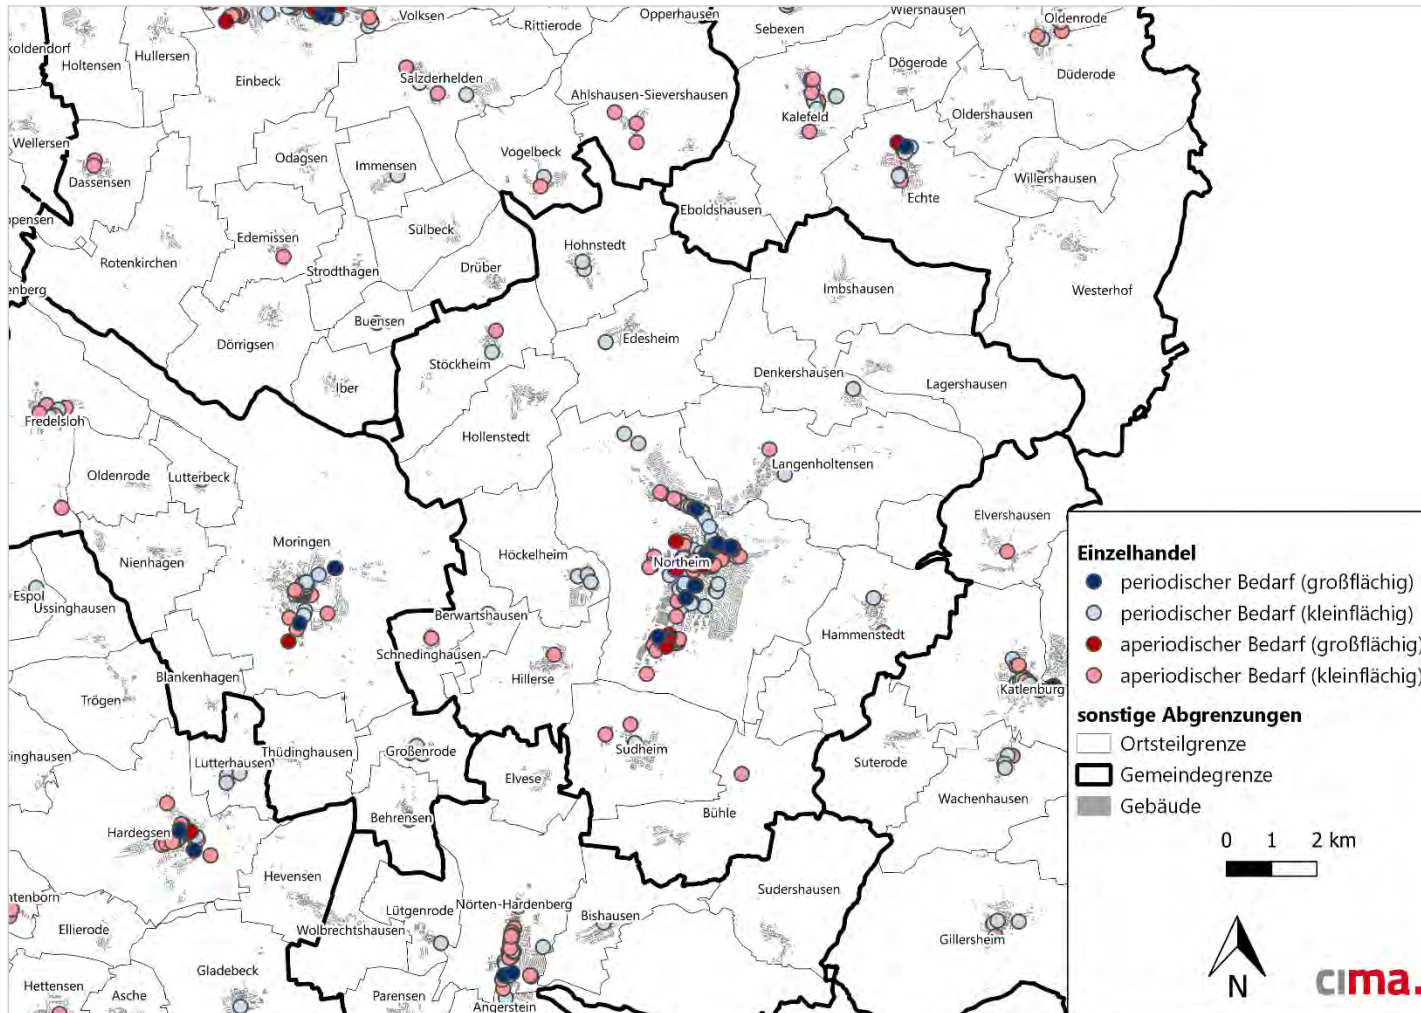 Volksen
Rittierode
Opperhausen
Wiershausen
Oldenrode
koldendorf
Holtensen
Hullersen
Einbeck
Sebexen
Dögerode
Düderode
Salzderhelden
Ahlshausen-Sievershausen
Kalefeld
Oldershausen
Wellersen
Odagsen
Immensen
Vogelbeck
Dassensen
Willershausen
Echte
ppensen
Eboldshausen
Edemissen
Sülbeck
Hohnstedt
Rotenkirchen
Strodthagen
Drüber
enberg
Imbshausen
Westerhof
Buensen
Dörrigsen
Edesheim
Stöckheim
Iber
Denkershausen
Lagershausen
Fredelsloh
Hollenstedt
Oldenrode
Lutterbeck
Langenholtensen
Elvershausen
Moringen
Nienhagen
Höckelheim
Northeim
Espol
Ussinghausen
Berwartshausen
Hammenstedt
Schnedinghausen
Hillerse
Blankenhagen
Trögen
Katlenburg
Lutterhausen
Thüdinghausen
Großenrode
Sudheim
inghausen
Elvese
Suterode
Wachenhausen
Hardegsen
Behrensen
Bühle
Hevensen
Sudershausen
ntenborn
Ellierode
Lütgenrode
Nörten-Hardenberg
Bishausen
Wolbrechtshausen
Gillersheim
Gladebeck
Hettensen
Asche
Parensen
Angerstein
Einzelhandel
periodischer Bedarf (großflächig)
periodischer Bedarf (kleinflächig)
aperiodischer Bedarf (großflächig)
aperiodischer Bedarf (kleinflächig)
sonstige Abgrenzungen
Ortsteilgrenze
Gemeindegrenze
Gebäude
0 1 2 km
N
cima.